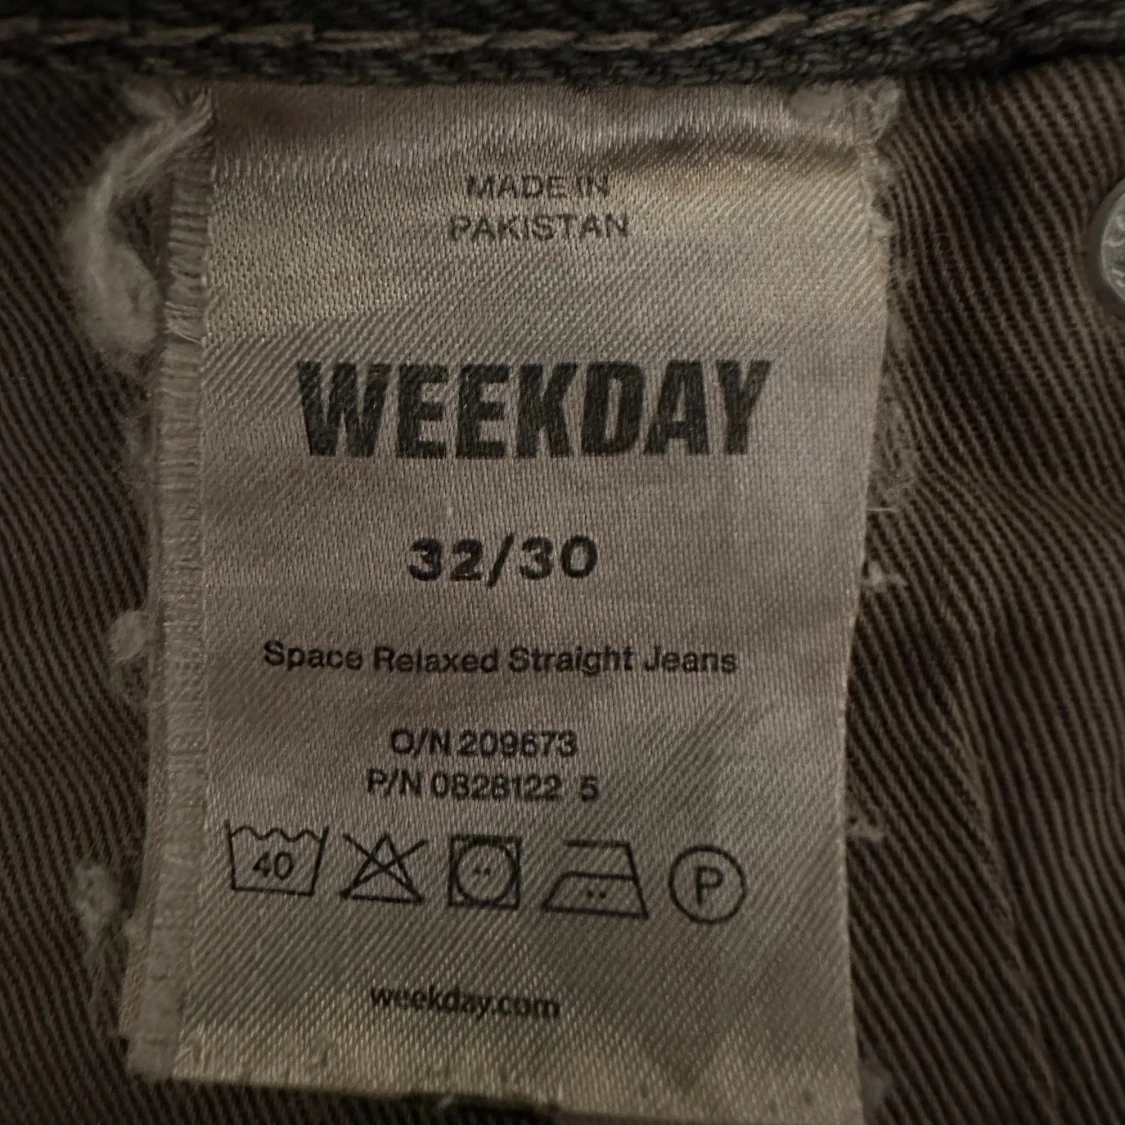 MADE IN
PAKISTAN
WEEKDAY
32/30
Space Relaxed Straight Jeans
O/N 209673
P/N 0828122 5
40 P
weekday.com